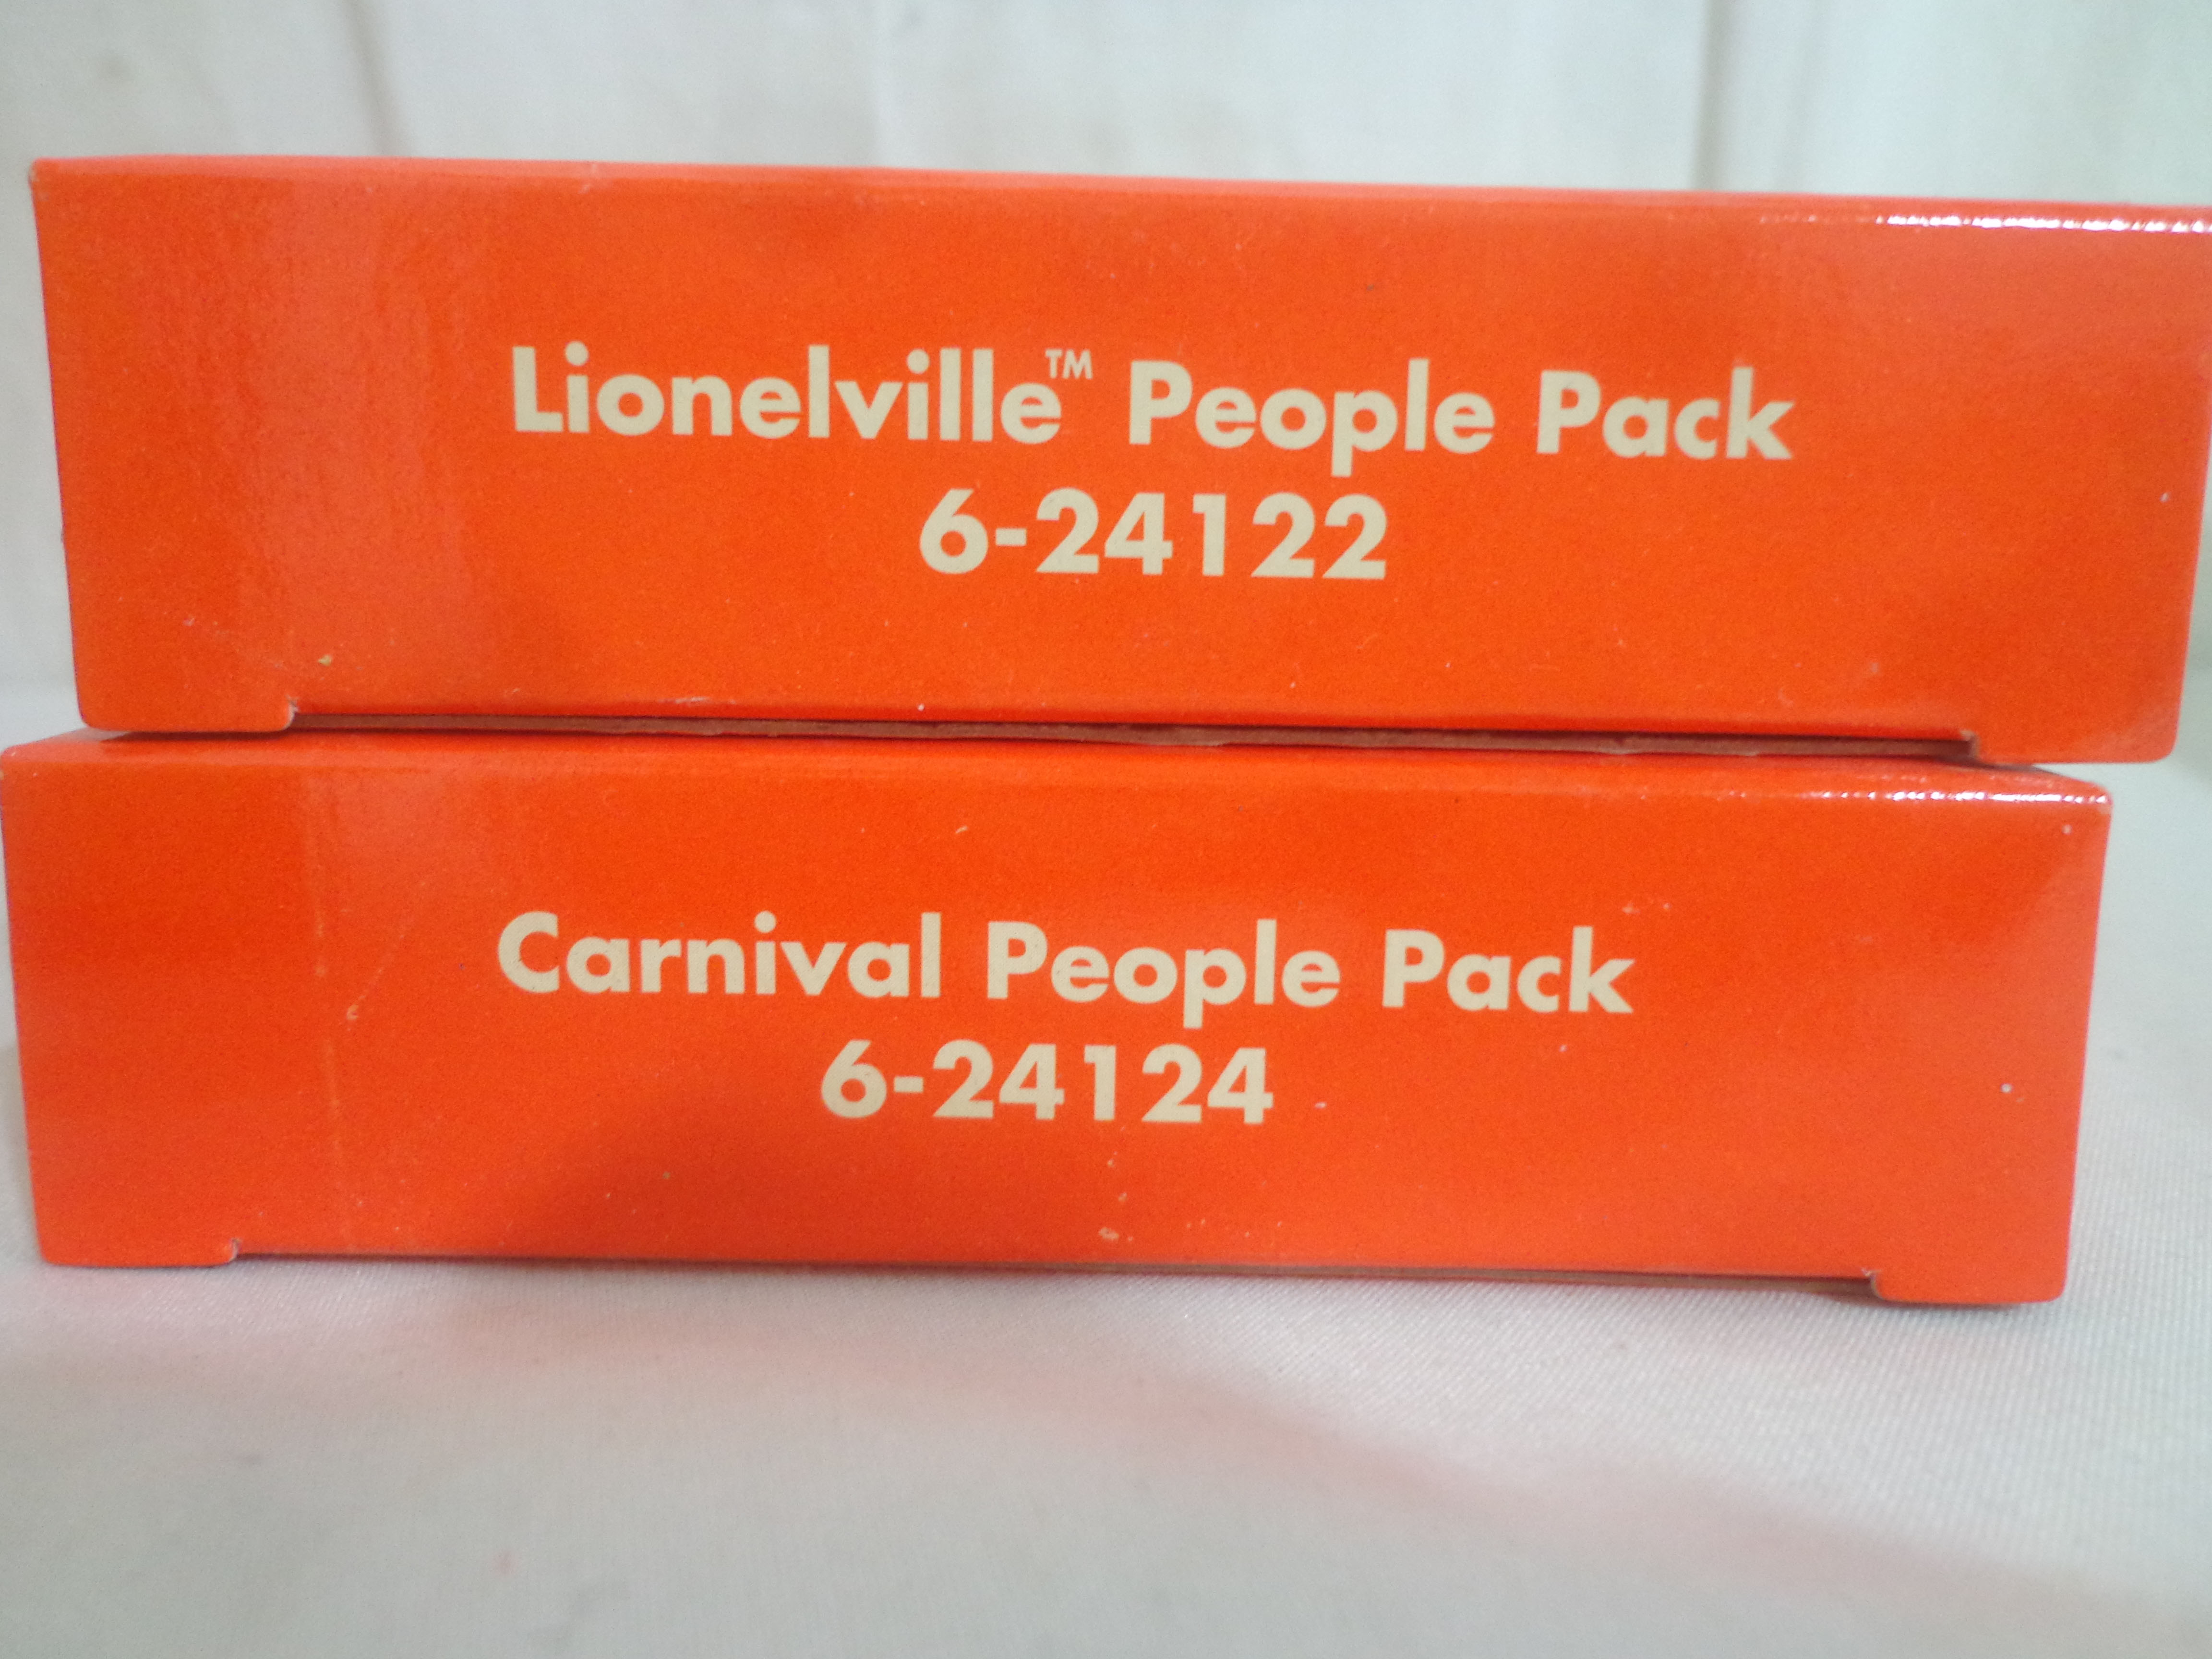 Lionelville™ People Pack
6-24122
Carnival People Pack
6-24124